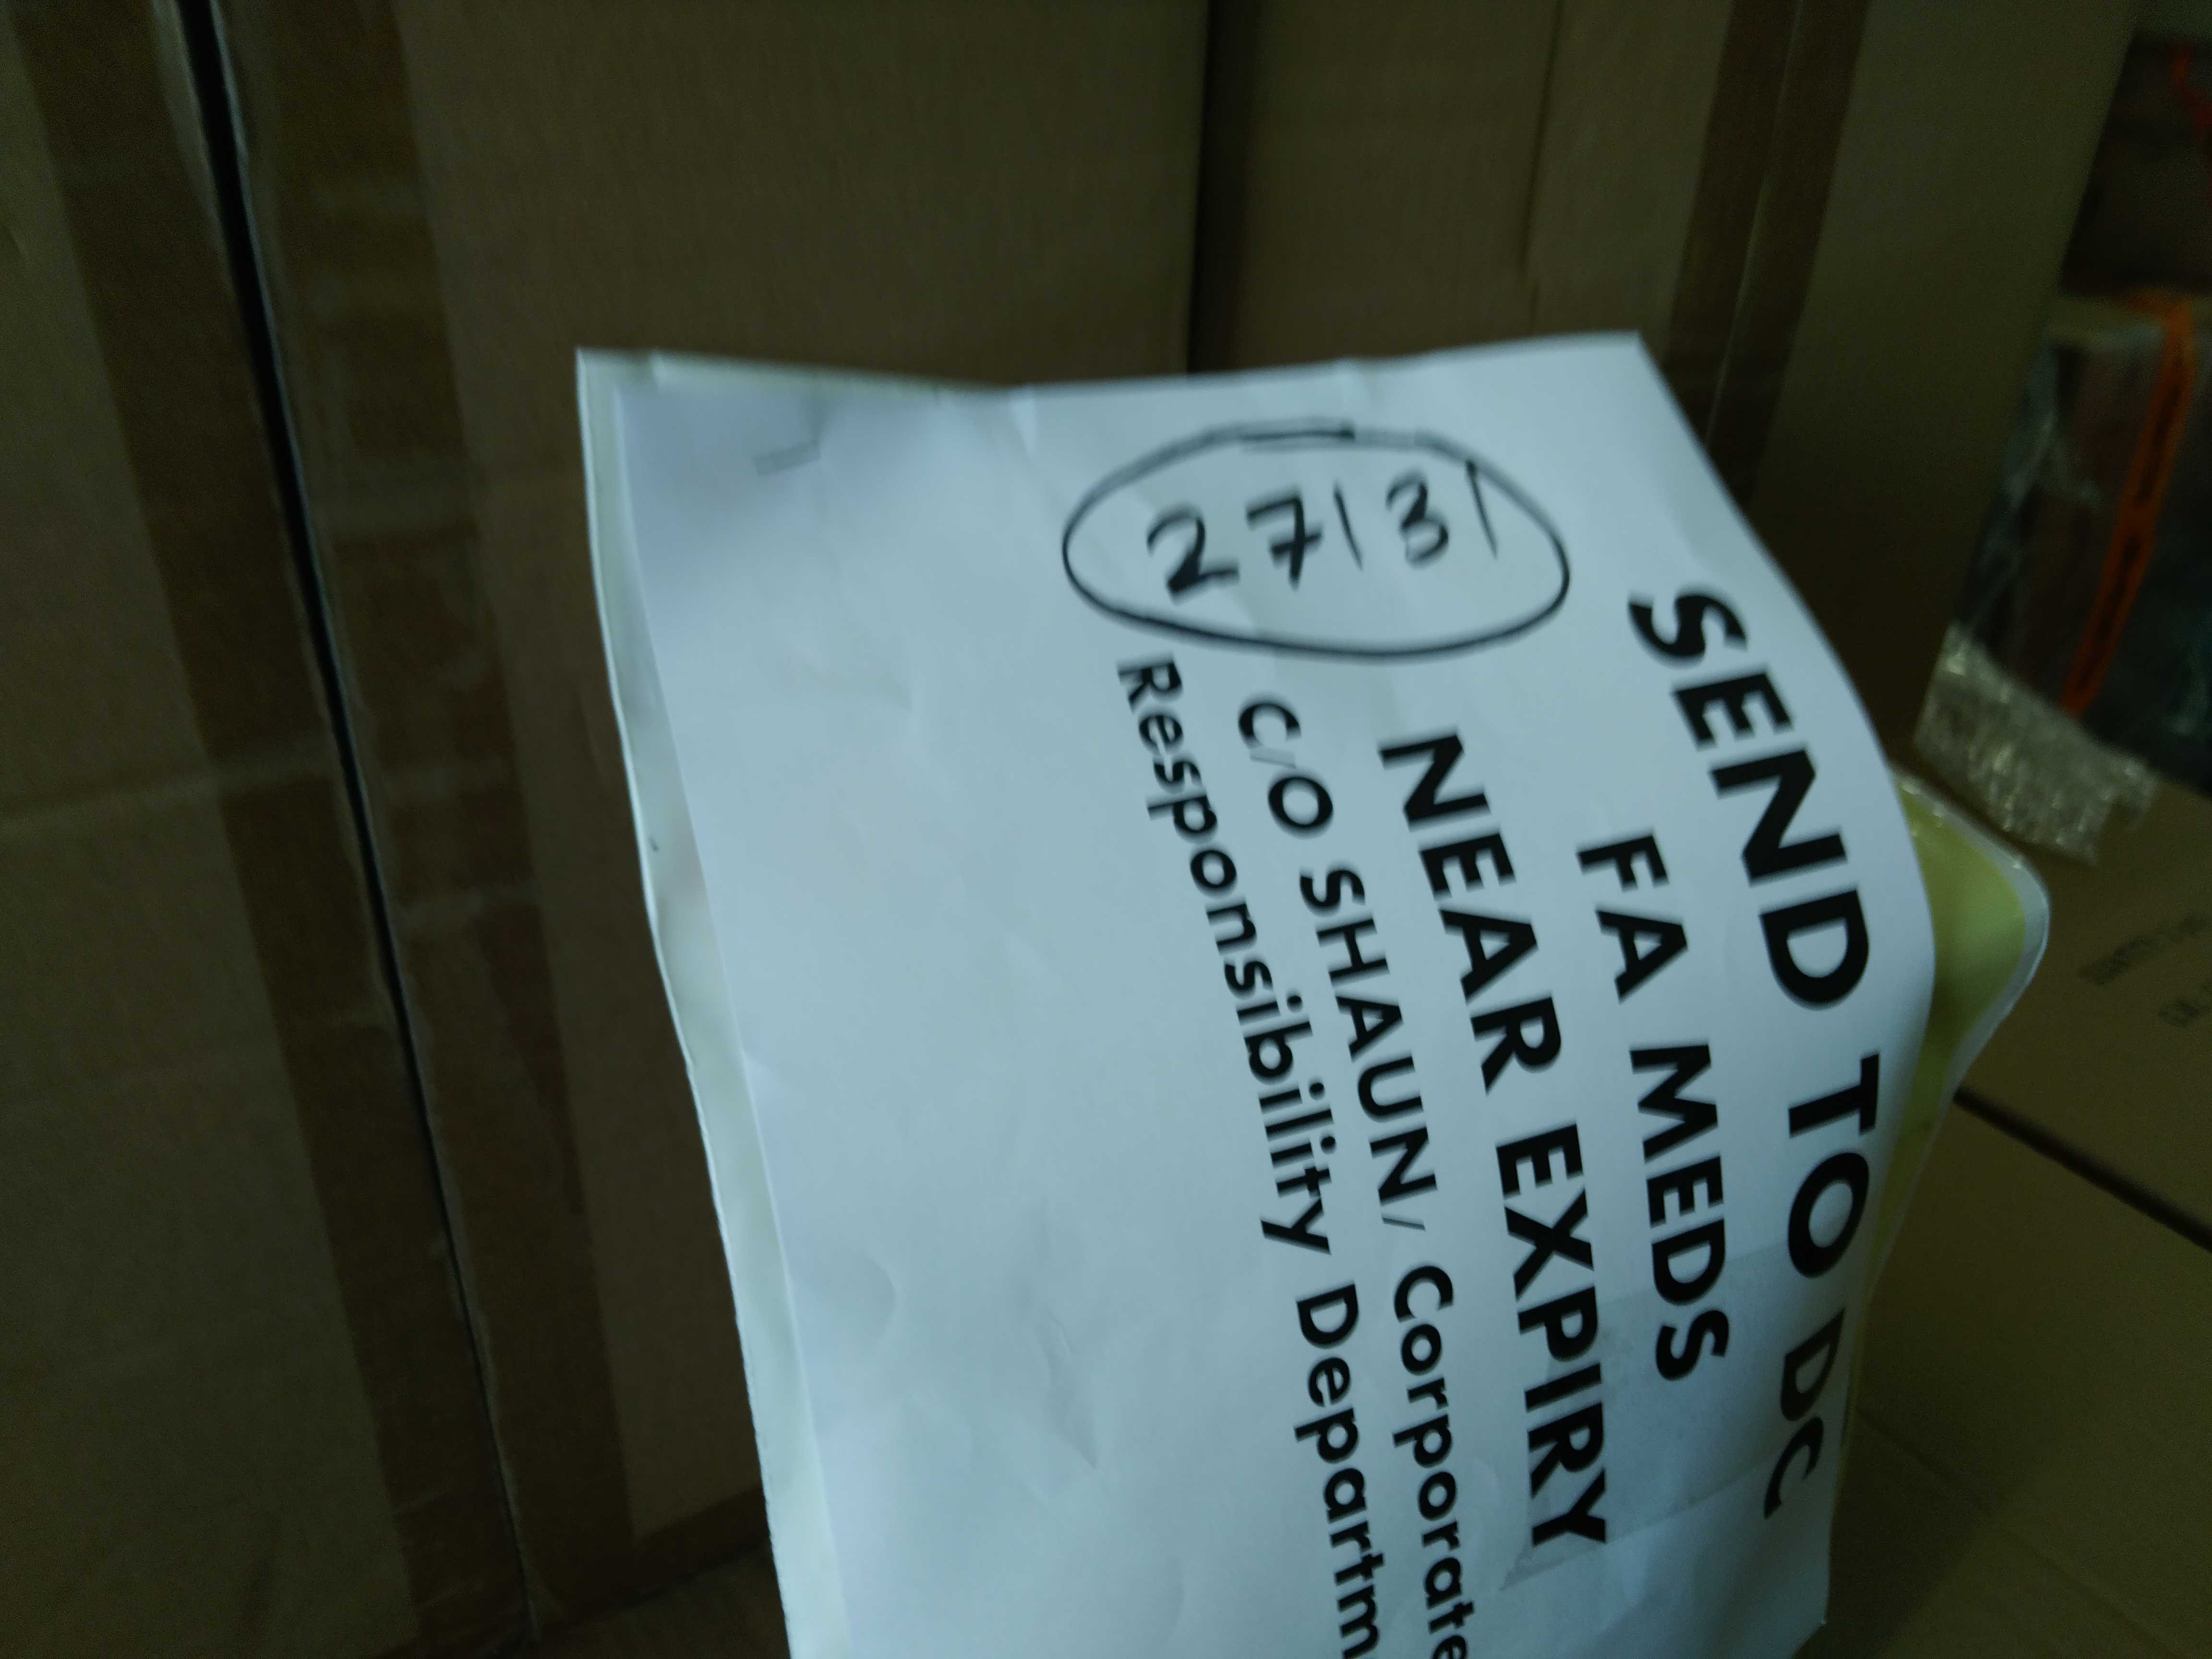 SEND TO DC
FA MEDS
NEAR EXPIRY
C/O SHAUN/ Corporate
Responsibility Departm
27/3/